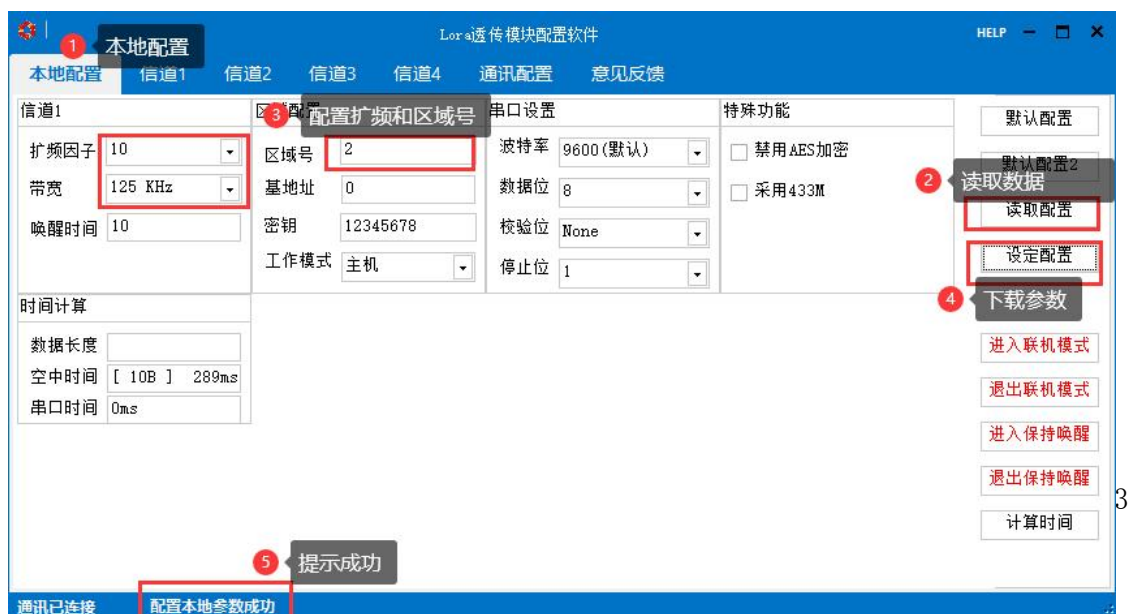 Lora透传模块配置软件
HELP
1 本地配置
本地配置 信道1 信道2 信道3 信道4 通讯配置 意见反馈
信道1
扩频因子 10
带宽 125 KHz
唤醒时间 10
3 配置扩频和区域号
区域号 2
基地址 0
密钥 12345678
工作模式 主机
串口设置
波特率 9600(默认)
数据位 8
校验位 None
停止位 1
特殊功能
禁用AES加密
采用433M
默认配置
默认配置2
2 读取数据
读取配置
设定配置
4 下载参数
进入联机模式
退出联机模式
进入保持唤醒
退出保持唤醒
计算时间
时间计算
数据长度
空中时间 [ 10B ] 289ms
串口时间 0ms
3
5 提示成功
通讯已连接 配置本地参数成功